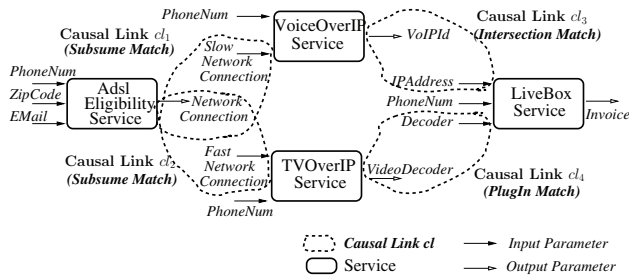 PhoneNum
VoiceOverIP
Service
VoIPId
Causal Link cl3
(Intersection Match)
Causal Link cl1
(Subsume Match)
Slow
Network
Connection
IPAddress
PhoneNum
Decoder
LiveBox
Service
Invoice
PhoneNum
ZipCode
EMail
Adsl
Eligibility
Service
Network
Connection
Causal Link cl
(Subsume Match)
Fast
Network
Connection
PhoneNum
TVOverIP
Service
VideoDecoder
Causal Link cl4
(PlugIn Match)
Causal Link cl
Input Parameter
Service
Output Parameter